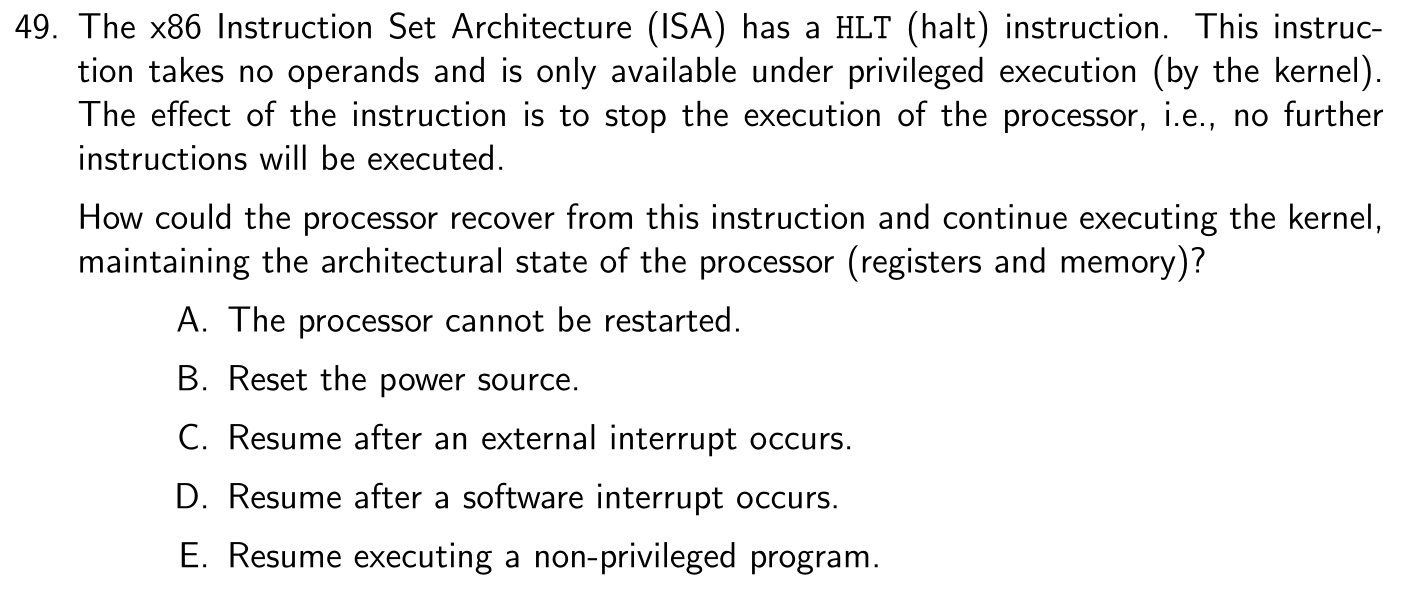 49. The x86 Instruction Set Architecture (ISA) has a HLT (halt) instruction. This instruc-
tion takes no operands and is only available under privileged execution (by the kernel).
The effect of the instruction is to stop the execution of the processor, i.e., no further
instructions will be executed.
How could the processor recover from this instruction and continue executing the kernel,
maintaining the architectural state of the processor (registers and memory)?
A. The processor cannot be restarted.
B. Reset the power source.
C. Resume after an external interrupt occurs.
D. Resume after a software interrupt occurs.
E. Resume executing a non-privileged program.